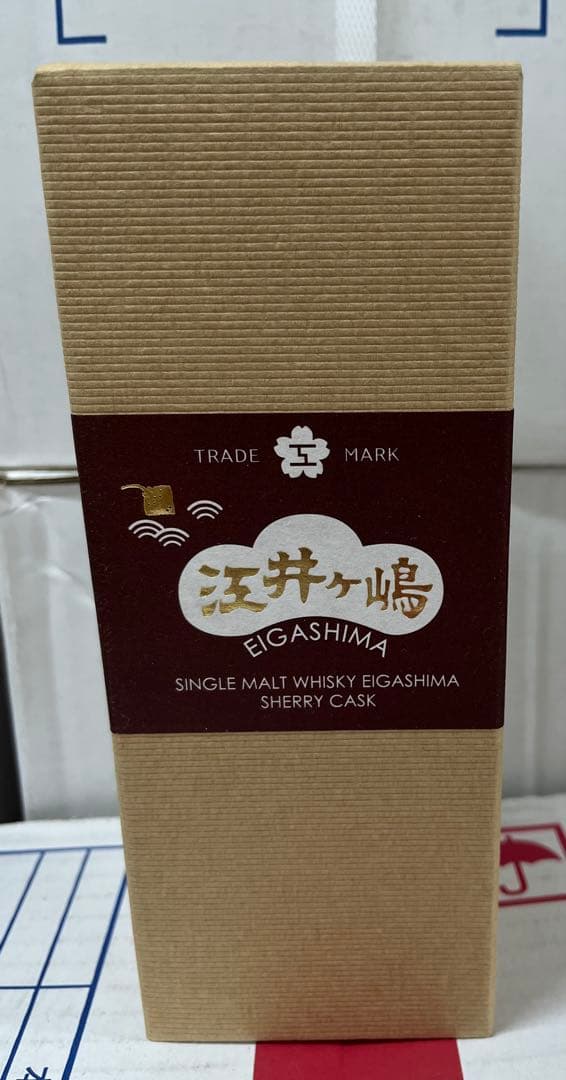 TRADE MARK
江井ヶ嶋
EIGASHIMA
SINGLE MALT WHISKY EIGASHIMA
SHERRY CASK